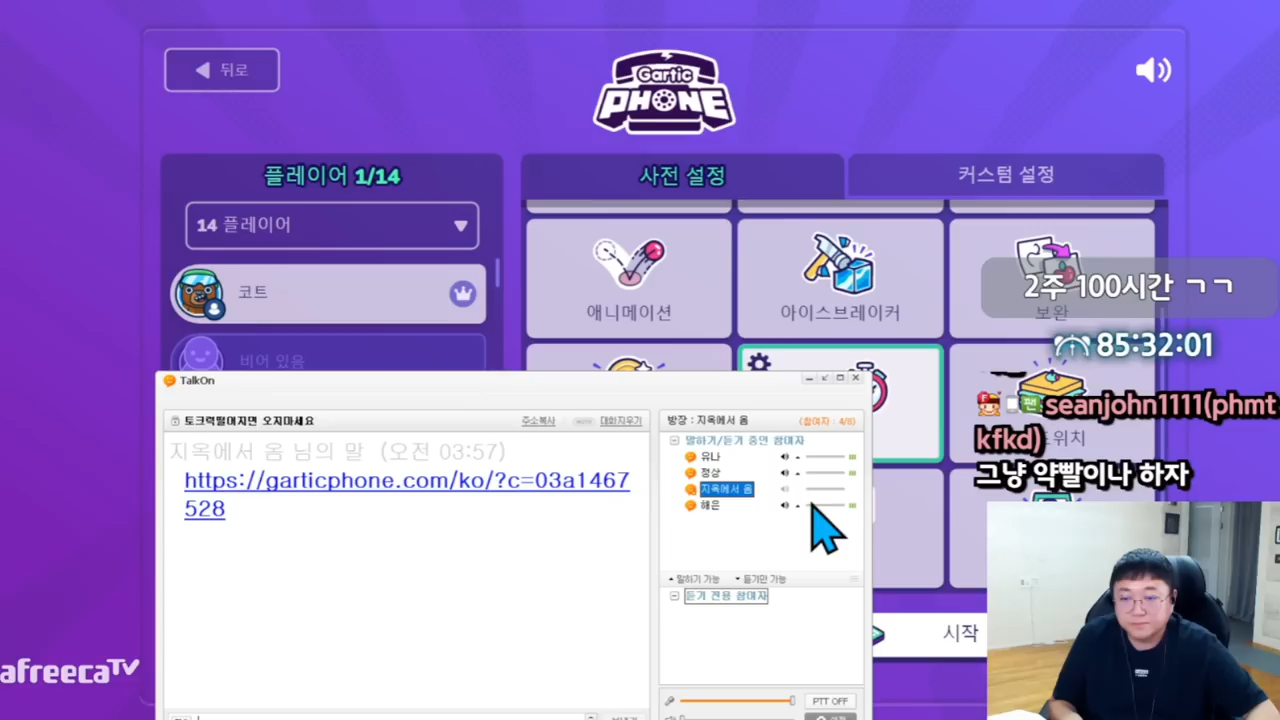 뒤로
Gartic
PHONE
플레이어 1/14
사전 설정
커스텀 설정
14 플레이어
코트
비어 있음
애니메이션
아이스브레이커
보완
2주 100시간 ㄱㄱ
85:32:01
팬 seanjohn1111(phmt
kfkd)
그냥 약빨이나 하자
위치
시작
TalkOn
토크력떨어지면 오지마세요
주소복사
대화지우기
지옥에서 옴 님의 말 (오전 03:57)
https://garticphone.com/ko/?c=03a1467
528
방장 : 지옥에서 옴
(참여자 : 4/8)
말하기/듣기 중인 참여자
유나
정상
지옥에서 옴
해은
말하기 가능
듣기만 가능
듣기 전용 참여자
PTT OFF
afreecaTV